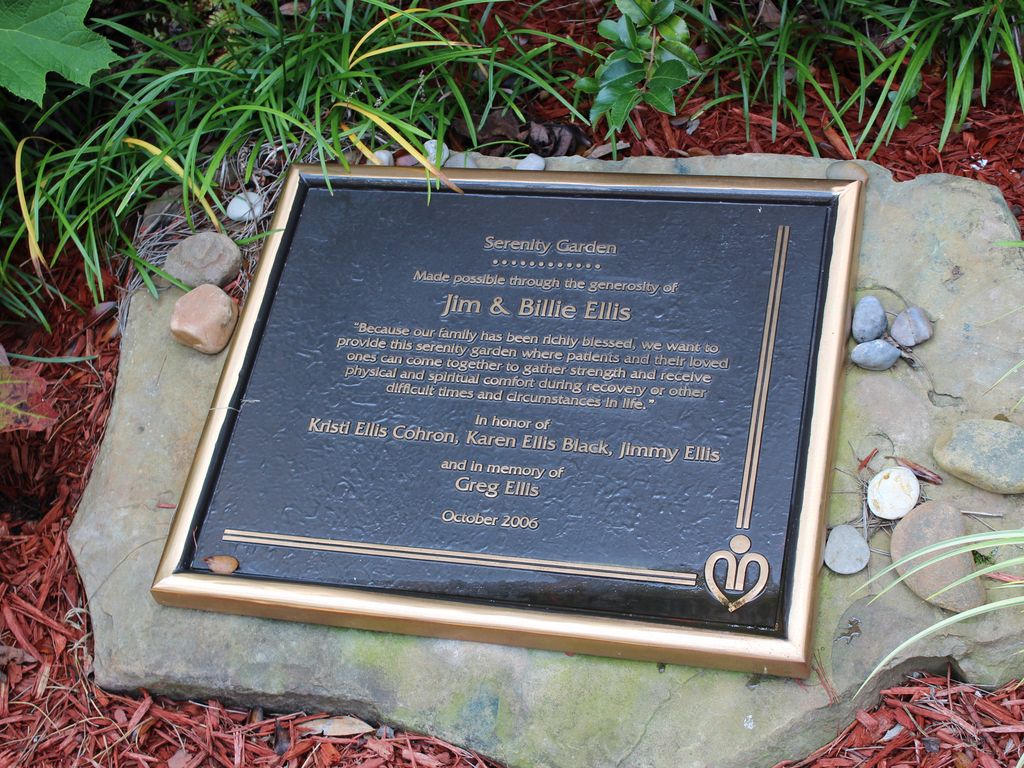 Serenity Garden
Made possible through the generosity of
Jim & Billie Ellis
"Because our family has been richly blessed, we want to
provide this serenity garden where patients and their loved
ones can come together to gather strength and receive
physical and spiritual comfort during recovery or other
difficult times and circumstances in life."
In honor of
Kristi Ellis Cohron, Karen Ellis Black, Jimmy Ellis
and in memory of
Greg Ellis
October 2006